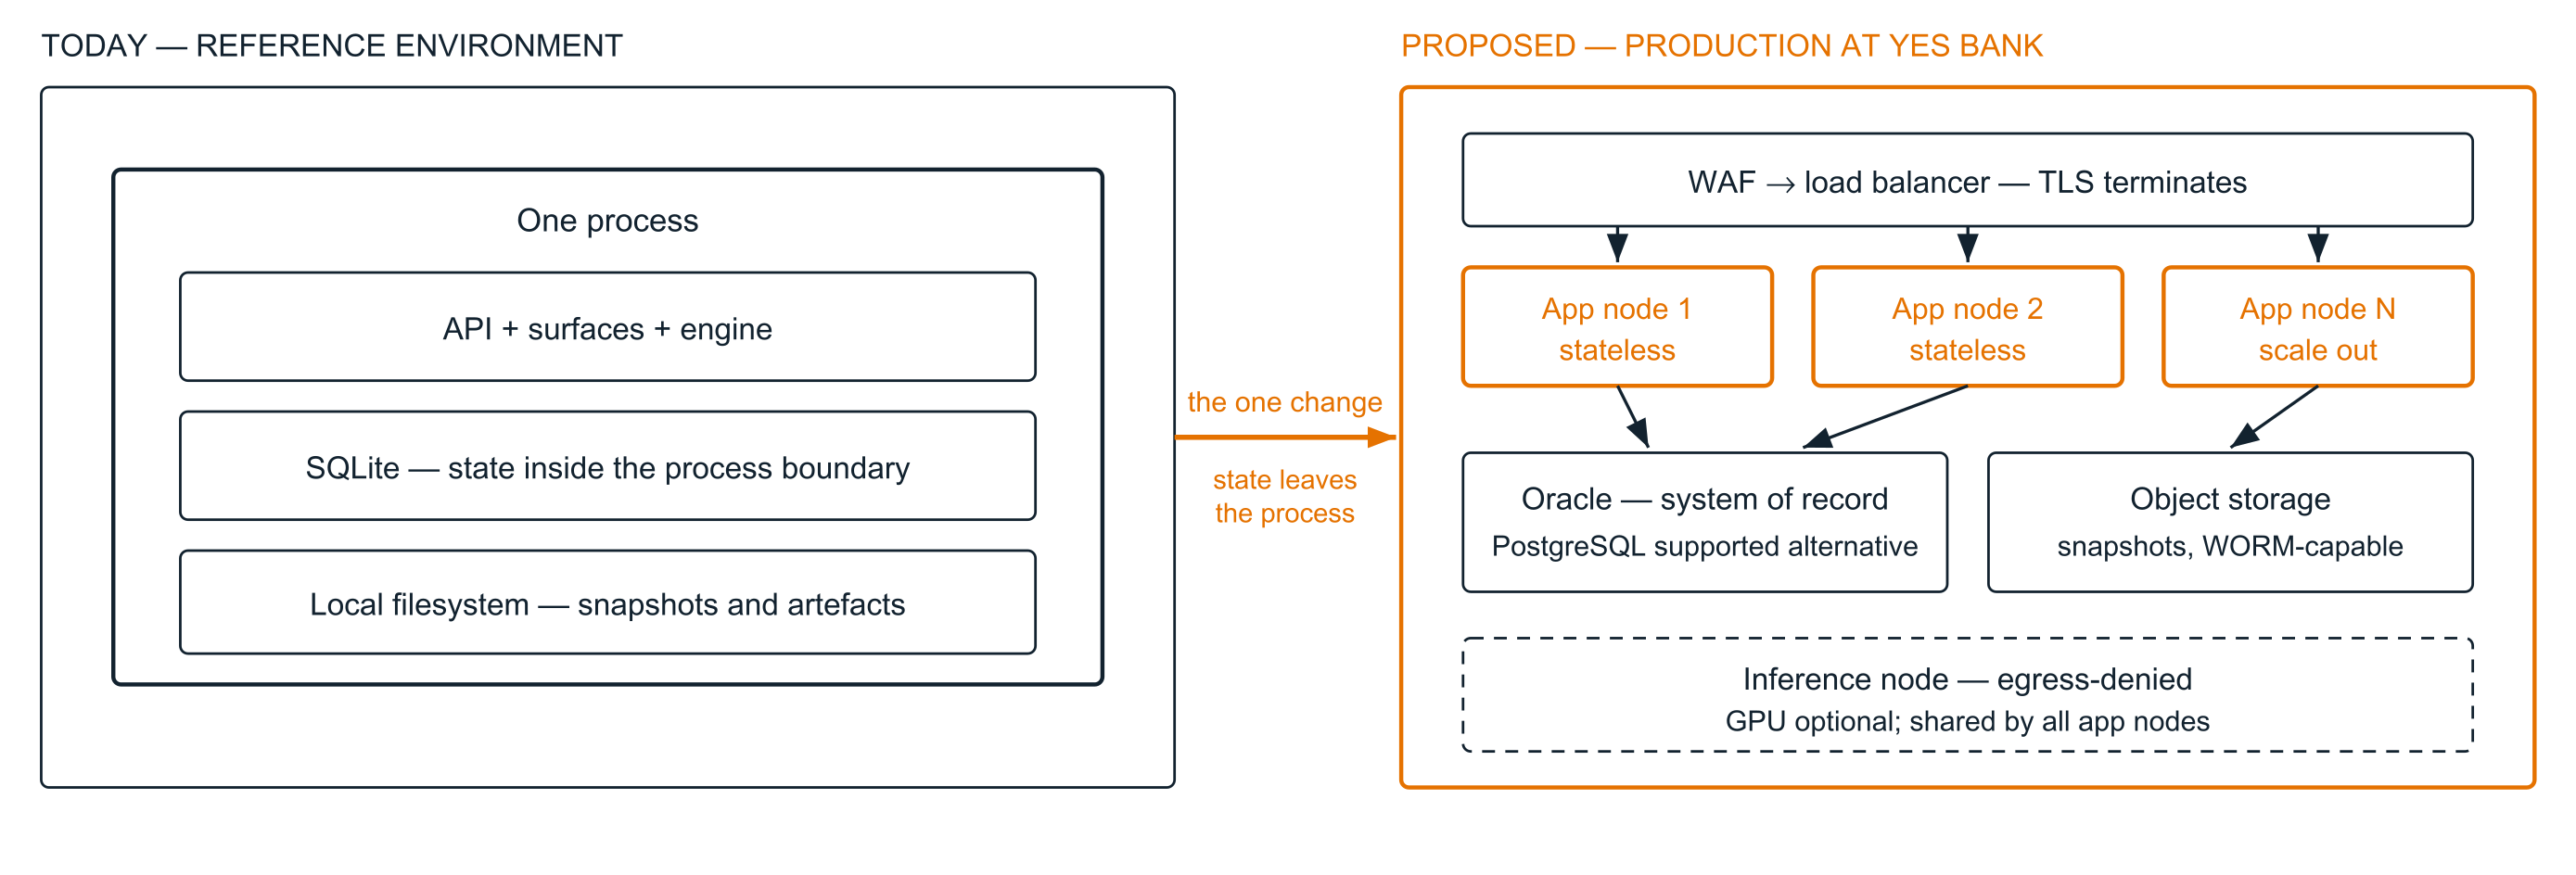 TODAY — REFERENCE ENVIRONMENT
One process
API + surfaces + engine
SQLite — state inside the process boundary
Local filesystem — snapshots and artefacts
the one change
state leaves
the process
PROPOSED — PRODUCTION AT YES BANK
WAF → load balancer — TLS terminates
App node 1
stateless
App node 2
stateless
App node N
scale out
Oracle — system of record
PostgreSQL supported alternative
Object storage
snapshots, WORM-capable
Inference node — egress-denied
GPU optional; shared by all app nodes